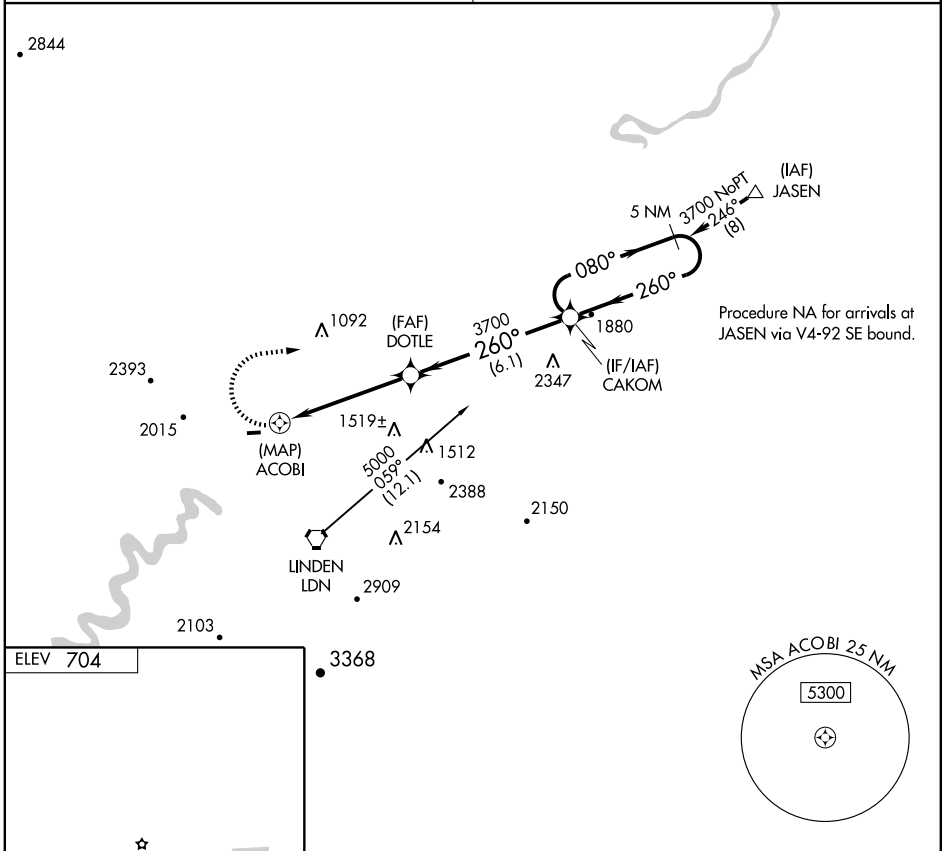 2844
(IAF)
JASEN
3700 NoPT
246°
(8)
5 NM
080°
260°
Procedure NA for arrivals at
JASEN via V4-92 SE bound.
1880
(IF/IAF)
CAKOM
2347
3700
260°
(6.1)
(FAF)
DOTLE
1092
2393
2015
(MAP)
ACOBI
1519±
1512
5000
059°
(12.1)
2388
2150
2154
LINDEN
LDN
2909
2103
3368
ELEV 704
MSA ACOBI 25 NM
5300